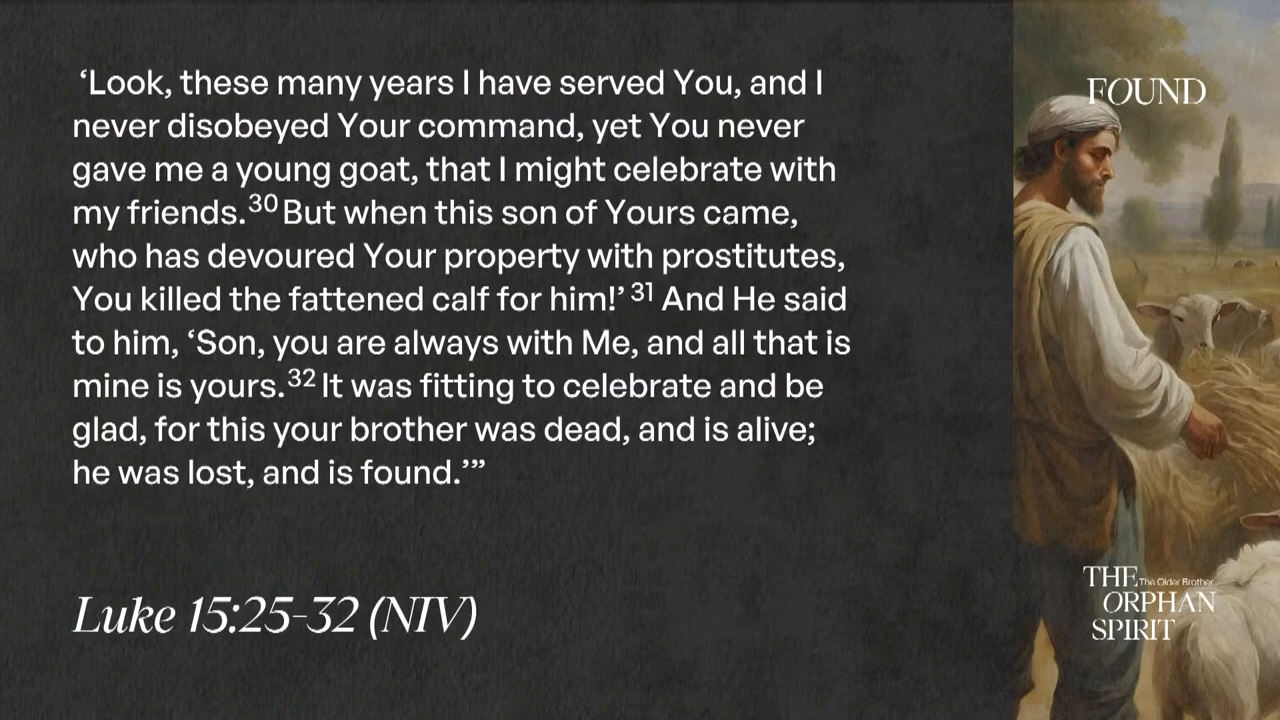 ‘Look, these many years I have served You, and I
never disobeyed Your command, yet You never
gave me a young goat, that I might celebrate with
my friends.30 But when this son of Yours came,
who has devoured Your property with prostitutes,
You killed the fattened calf for him!’ 31 And He said
to him, ‘Son, you are always with Me, and all that is
mine is yours.32 It was fitting to celebrate and be
glad, for this your brother was dead, and is alive;
he was lost, and is found.’”
Luke 15:25-32 (NIV)
FOUND
THE The Older Brother
ORPHAN
SPIRIT